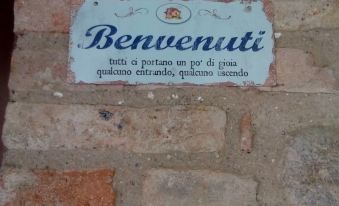 Benvenuti
tutti ci portano un po' di gioia
qualcuno entrando, qualcuno uscendo